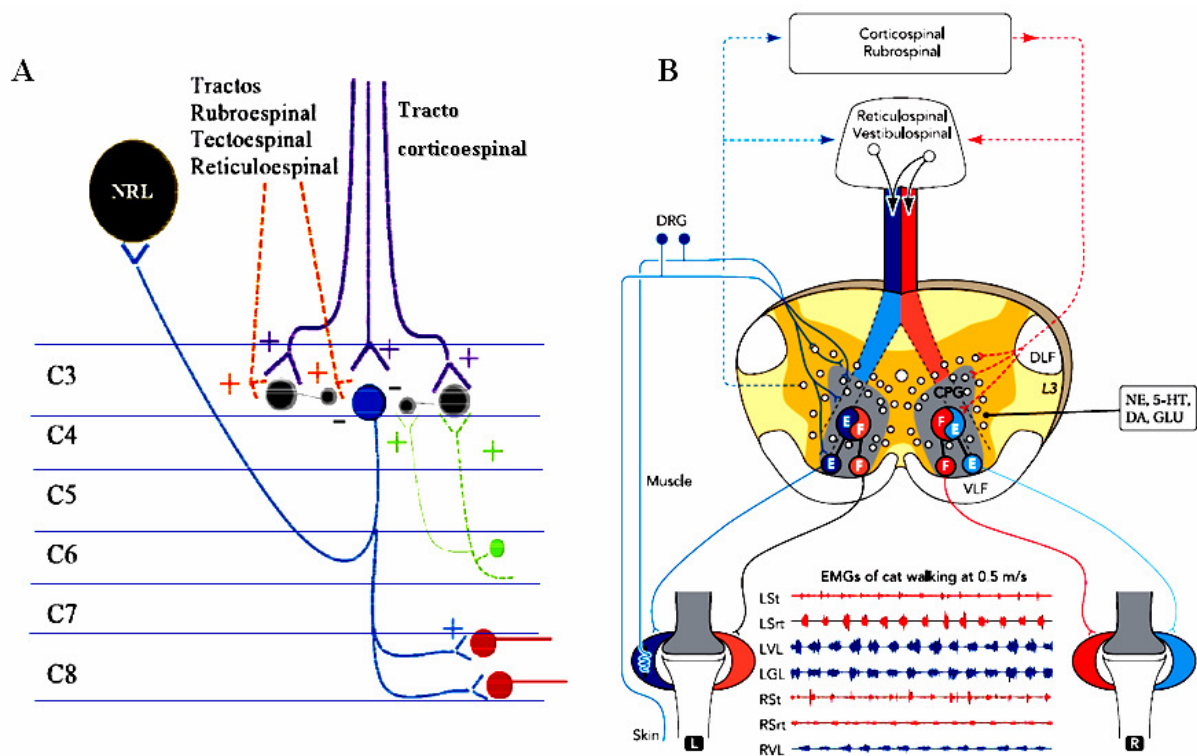 A
Tractos
Rubroespinal
Tectoespinal
Reticuloespinal
Tracto
corticoespinal
NRL
+
+
+
+
+
-
-
+
+
+
C3
C4
C5
C6
C7
C8
B
Corticospinal
Rubrospinal
Reticulospinal
Vestibulospinal
DRG
DLF
L3
CPG
NE, 5-HT,
DA, GLU
E F
F E
E F
F E
VLF
Muscle
EMGs of cat walking at 0.5 m/s
LSt
LSrt
LVL
LGL
RSt
RSrt
RVL
Skin
L
R